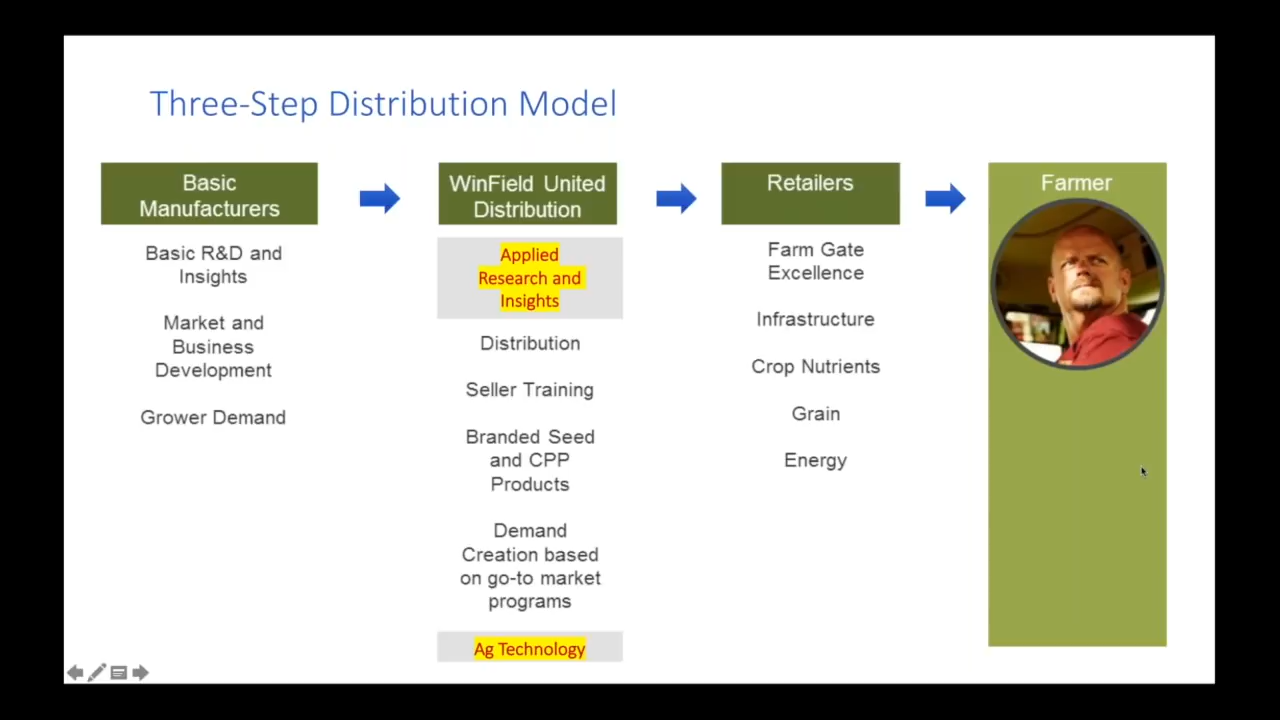 Three-Step Distribution Model
Basic
Manufacturers
Basic R&D and
Insights
Market and
Business
Development
Grower Demand
WinField United
Distribution
Applied
Research and
Insights
Distribution
Seller Training
Branded Seed
and CPP
Products
Demand
Creation based
on go-to market
programs
Ag Technology
Retailers
Farm Gate
Excellence
Infrastructure
Crop Nutrients
Grain
Energy
Farmer